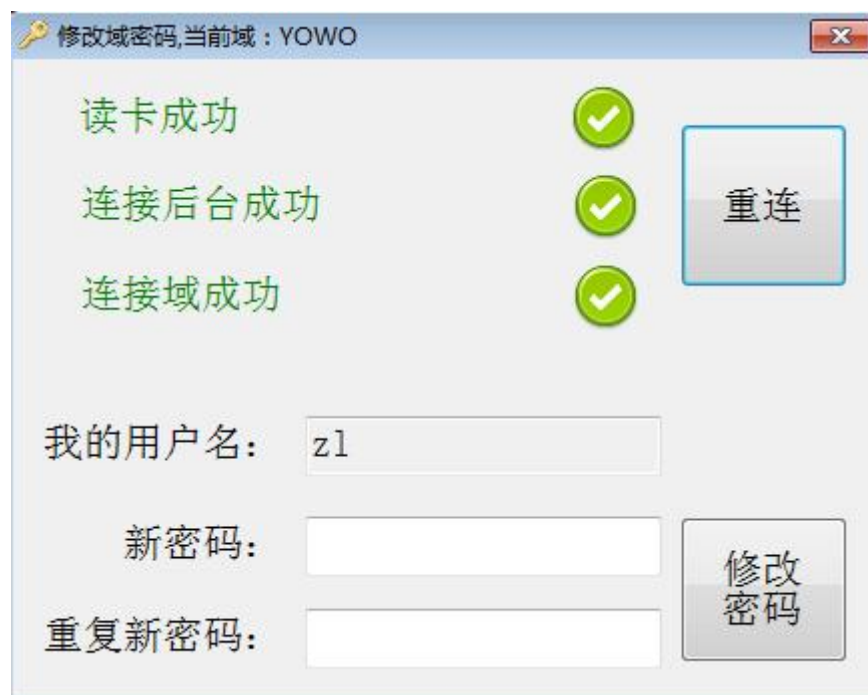 修改域密码,当前域：YOWO
读卡成功
连接后台成功
连接域成功
重连
我的用户名： zl
新密码：
重复新密码：
修改
密码